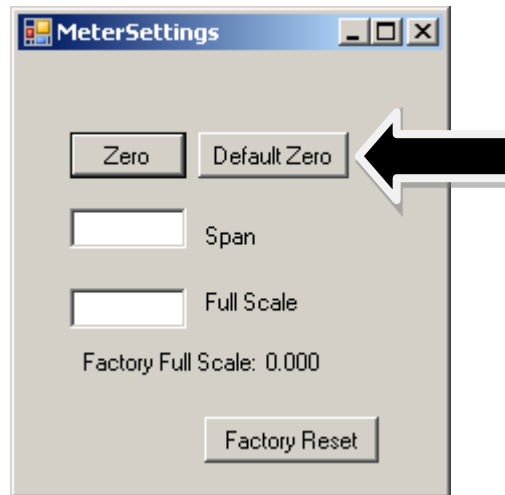 MeterSettings
Zero Default Zero
Span
Full Scale
Factory Full Scale: 0.000
Factory Reset